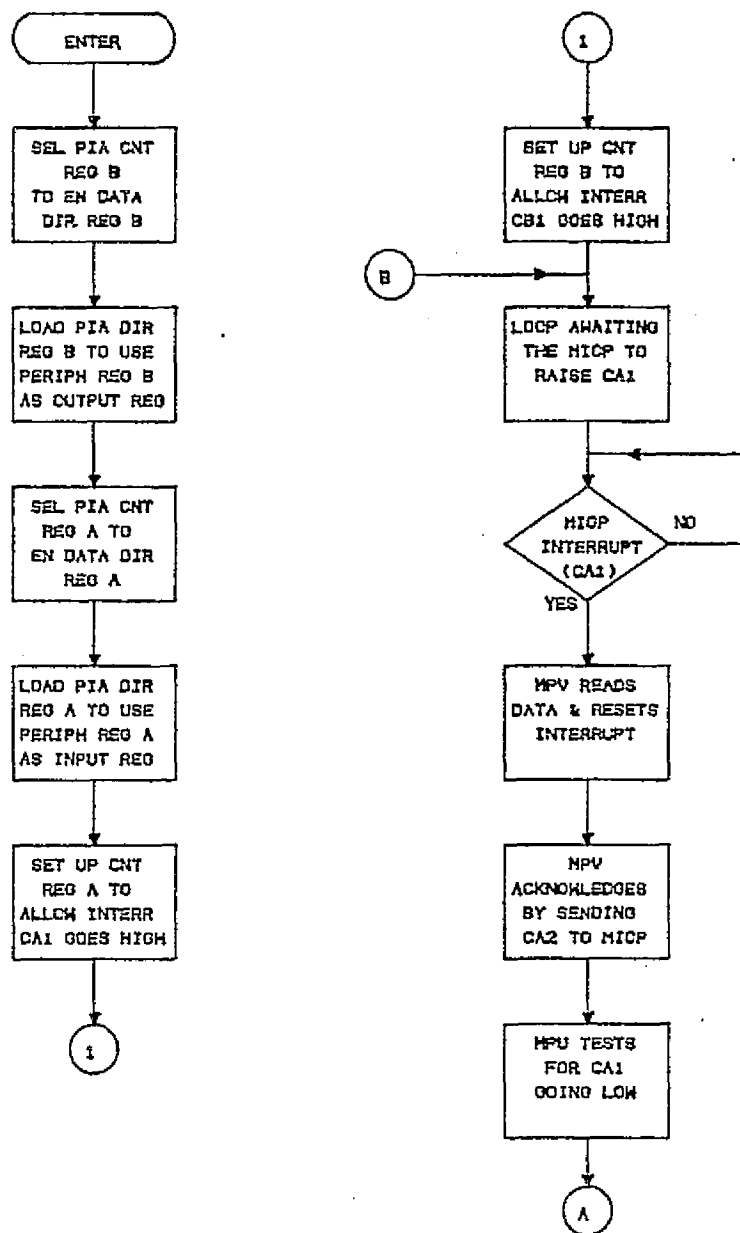 ENTER
SEL PIA CNT
REG B
TO EN DATA
DIR REG B
LOAD PIA DIR
REG B TO USE
PERIPH REG B
AS OUTPUT REG
SEL PIA CNT
REG A TO
EN DATA DIR
REG A
LOAD PIA DIR
REG A TO USE
PERIPH REG A
AS INPUT REG
SET UP CNT
REG A TO
ALLOW INTERR
CA1 GOES HIGH
1
1
SET UP CNT
REG B TO
ALLOW INTERR
CB1 GOES HIGH
B
LOOP AWAITING
THE MICP TO
RAISE CA1
MICP
INTERRUPT
(CA1)
NO
YES
MPV READS
DATA & RESETS
INTERRUPT
MPV
ACKNOWLEDGES
BY SENDING
CA2 TO MICP
MPU TESTS
FOR CA1
GOING LOW
A